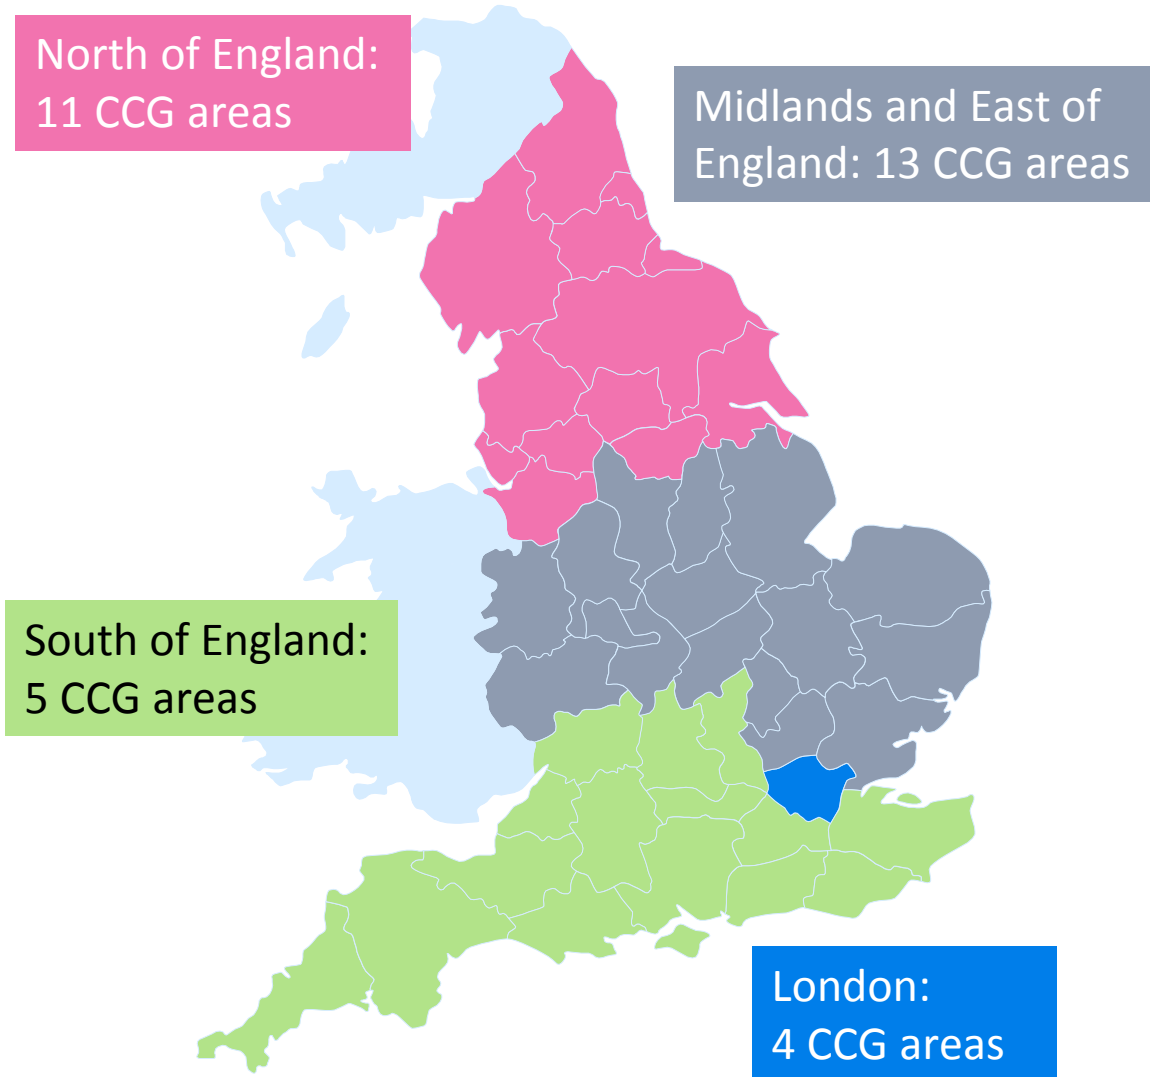 North of England:
11 CCG areas
Midlands and East of
England: 13 CCG areas
South of England:
5 CCG areas
London:
4 CCG areas